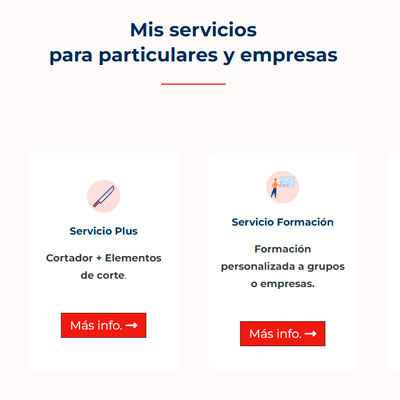 Mis servicios
para particulares y empresas
Servicio Plus
Cortador + Elementos
de corte.
Más info. →
Servicio Formación
Formación
personalizada a grupos
o empresas.
Más info. →